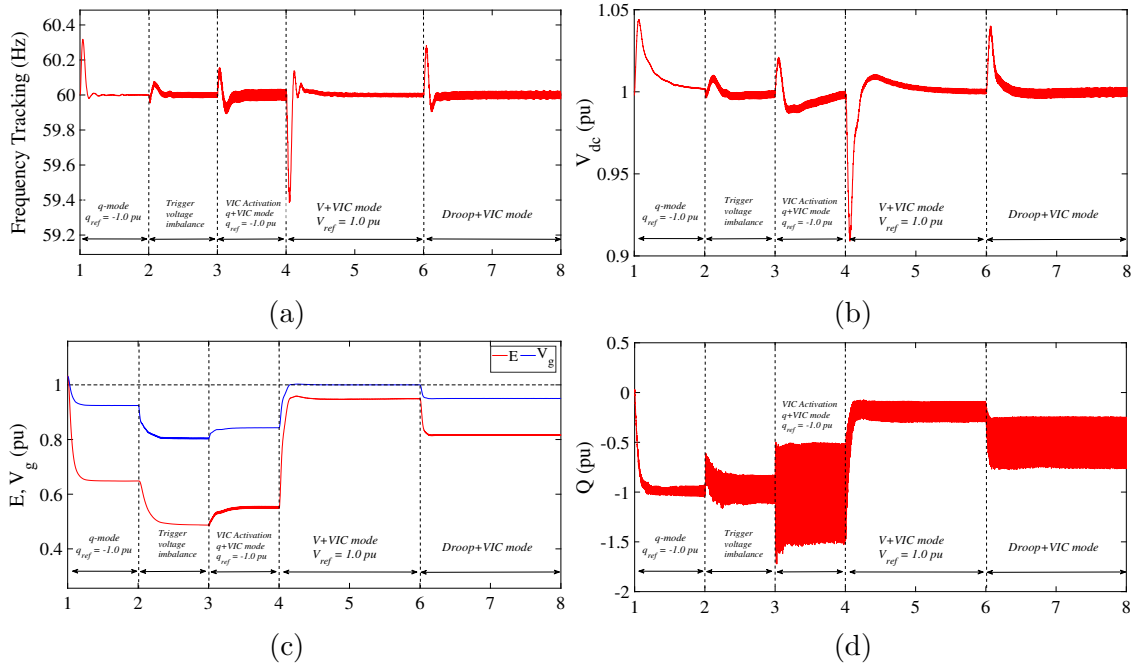 60.4
60.2
60
59.8
59.6
59.4
59.2
Frequency Tracking (Hz)
q-mode
q_ref = -1.0 pu
Trigger
voltage
imbalance
VIC Activation
q+VIC mode
q_ref = -1.0 pu
V+VIC mode
V_ref = 1.0 pu
Droop+VIC mode
1 2 3 4 5 6 7 8
(a)
1.05
1
0.95
0.9
V_dc (pu)
q-mode
q_ref = -1.0 pu
Trigger
voltage
imbalance
VIC Activation
q+VIC mode
q_ref = -1.0 pu
V+VIC mode
V_ref = 1.0 pu
Droop+VIC mode
1 2 3 4 5 6 7 8
(b)
1
0.8
0.6
0.4
E, V_g (pu)
E V_g
q-mode
q_ref = -1.0 pu
Trigger
voltage
imbalance
VIC Activation
q+VIC mode
q_ref = -1.0 pu
V+VIC mode
V_ref = 1.0 pu
Droop+VIC mode
1 2 3 4 5 6 7 8
(c)
0.5
0
-0.5
-1
-1.5
-2
Q (pu)
q-mode
q_ref = -1.0 pu
Trigger
voltage
imbalance
VIC Activation
q+VIC mode
q_ref = -1.0 pu
V+VIC mode
V_ref = 1.0 pu
Droop+VIC mode
1 2 3 4 5 6 7 8
(d)